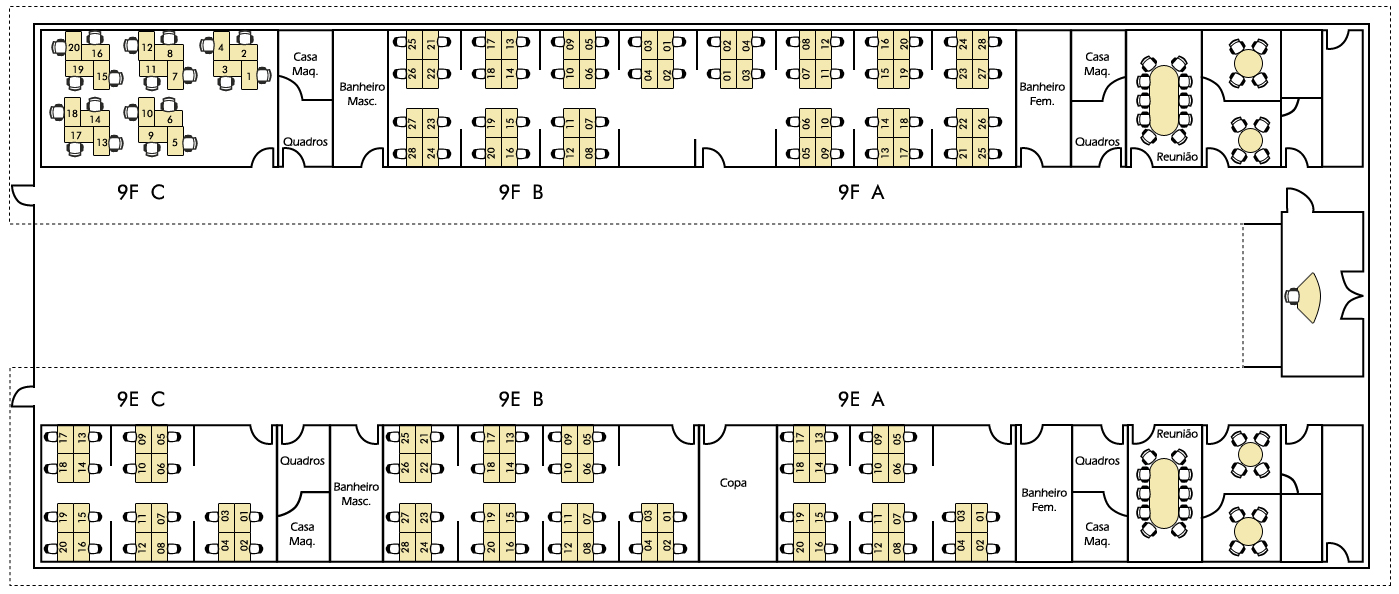 20 16 12 8 4 2
19 15 11 7 3 1
18 14 10 6
17 13 9 5
Casa
Maq.
Quadros
Banheiro
Masc.
25 21 17 13 09 05 03 01 02 04 08 12 16 20 24 28
26 22 18 14 10 06 04 02 01 03 07 11 15 19 23 27
27 23 19 15 11 07 06 10 14 18 22 26
28 24 20 16 12 08 05 09 13 17 21 25
Banheiro
Fem.
Casa
Maq.
Quadros
Reunião
9F C
9F B
9F A
9E C
9E B
9E A
17 13 09 05
18 14 10 06
19 15 11 07 03 01
20 16 12 08 04 02
Quadros
Casa
Maq.
Banheiro
Masc.
25 21 17 13 09 05
26 22 18 14 10 06
27 23 19 15 11 07 03 01
28 24 20 16 12 08 04 02
Copa
17 13 09 05
18 14 10 06
19 15 11 07 03 01
20 16 12 08 04 02
Banheiro
Fem.
Quadros
Casa
Maq.
Reunião